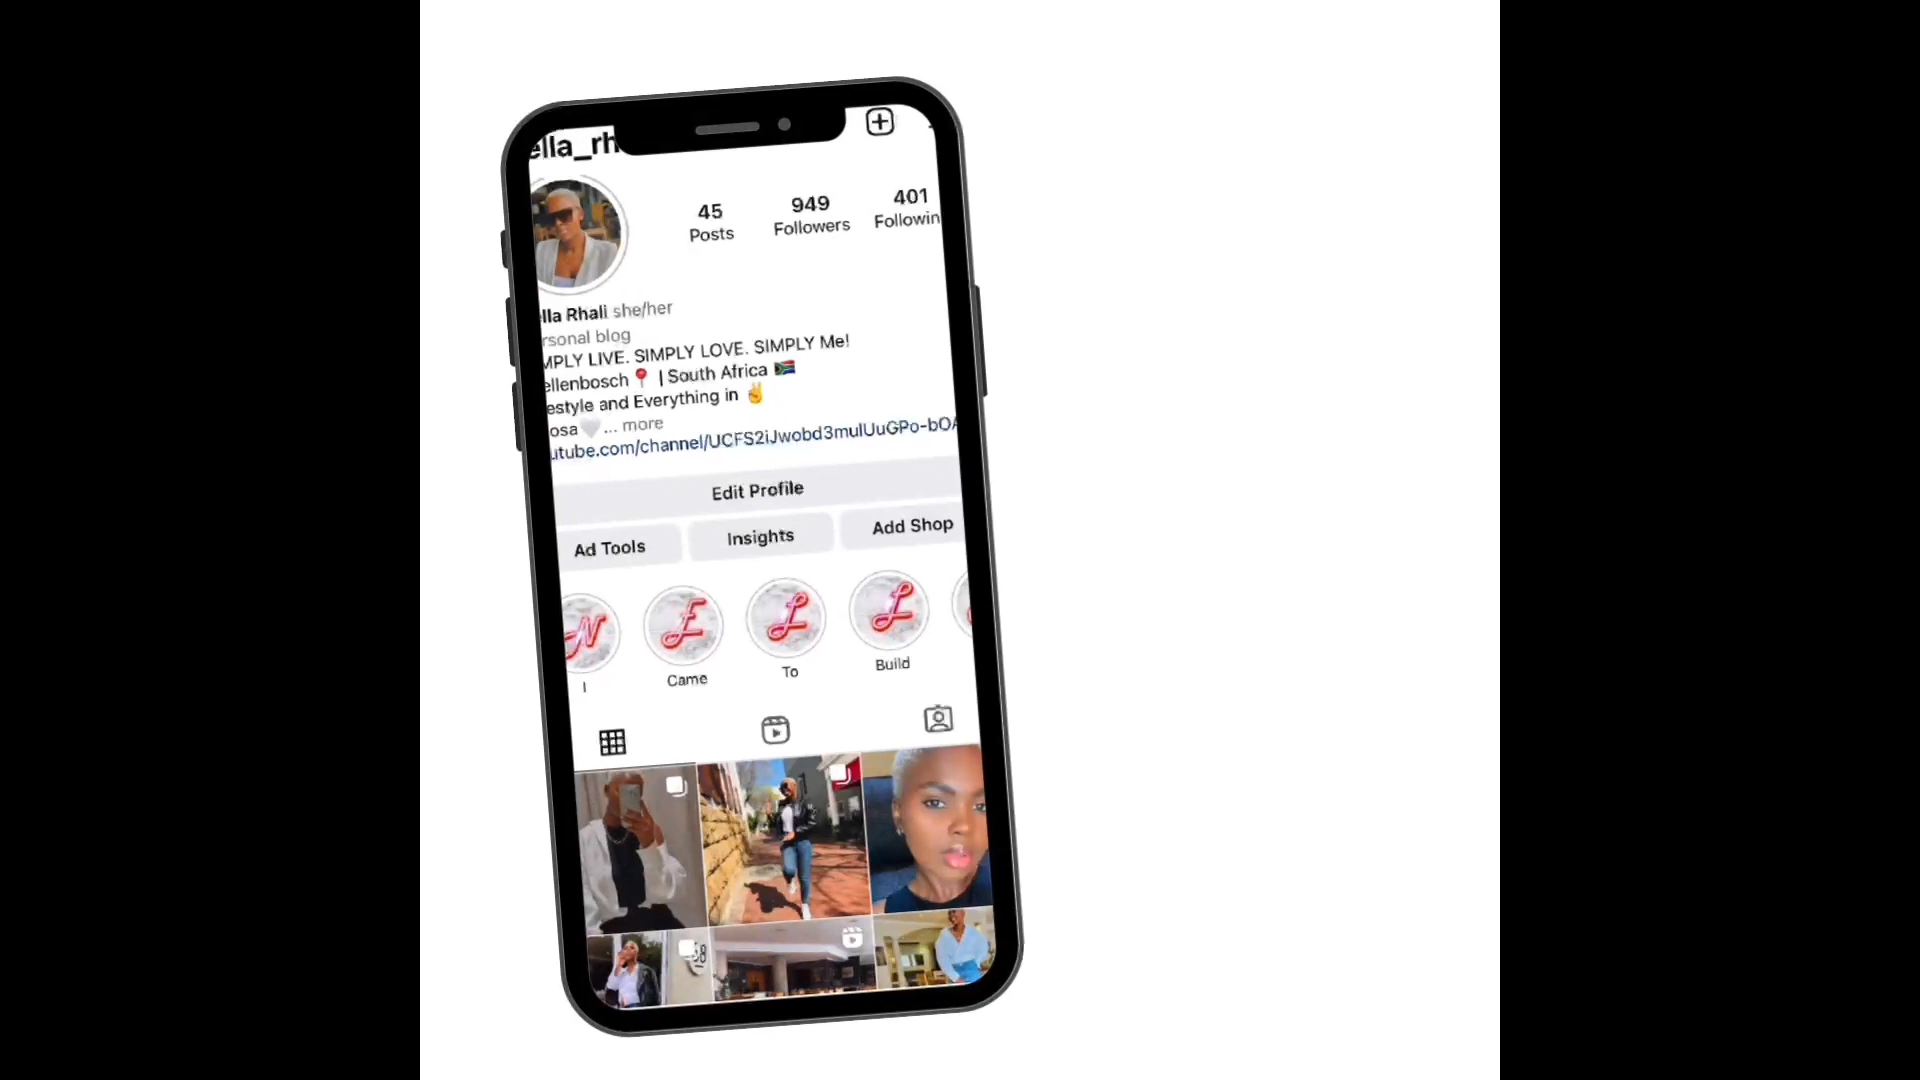 ella_rh
45 949 401
Posts Followers Followin
lla Rhali she/her
rsonal blog
MPLY LIVE. SIMPLY LOVE. SIMPLY Me!
ellenbosch📍 | South Africa 🇿🇦
estyle and Everything in ✌
osa🤍... more
utube.com/channel/UCFS2iJwobd3mulUuGPo-bOA
Edit Profile
Ad Tools Insights Add Shop
N E L L
I Came To Build